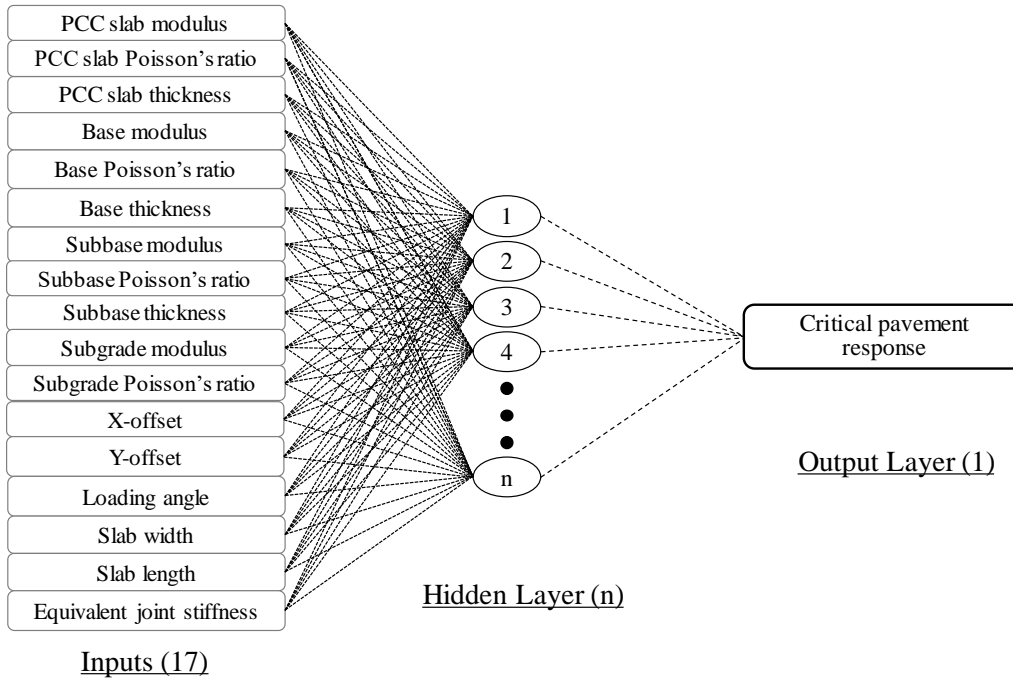 PCC slab modulus
PCC slab Poisson's ratio
PCC slab thickness
Base modulus
Base Poisson's ratio
Base thickness
Subbase modulus
Subbase Poisson's ratio
Subbase thickness
Subgrade modulus
Subgrade Poisson's ratio
X-offset
Y-offset
Loading angle
Slab width
Slab length
Equivalent joint stiffness
Inputs (17)
1
2
3
4
n
Hidden Layer (n)
Critical pavement
response
Output Layer (1)